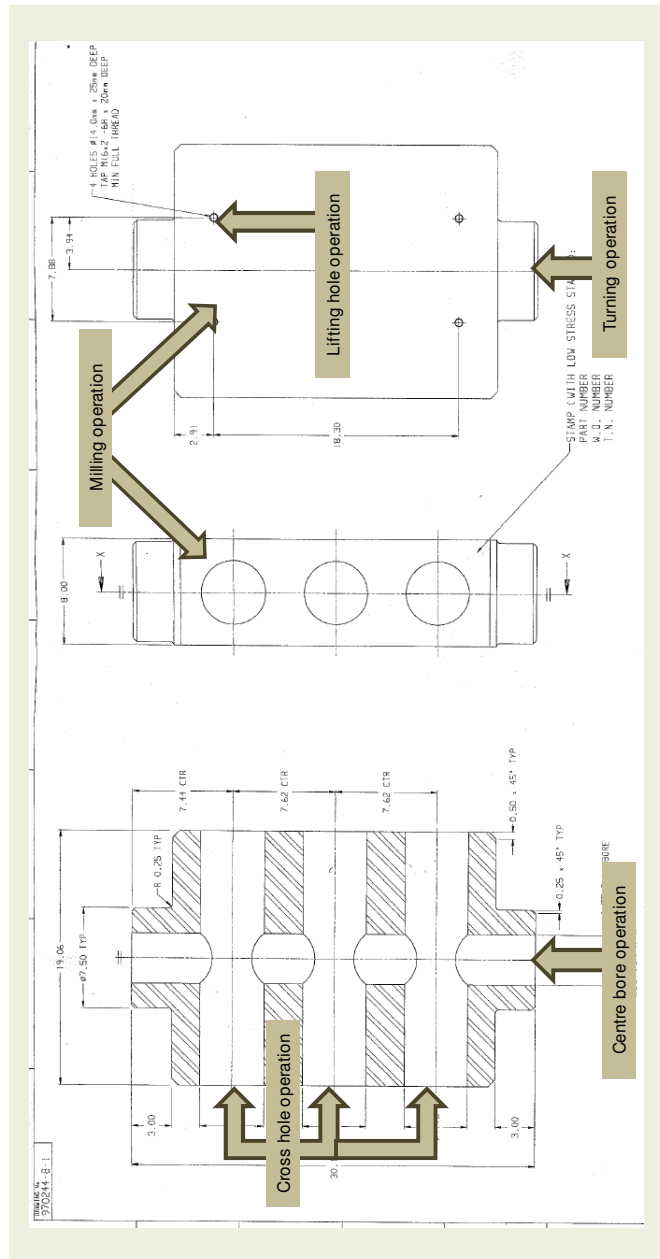 4 HOLES ø14.0mm x 25mm DEEP
TAP M16x2 -6H x 20mm DEEP
MIN FULL THREAD
7.88
3.94
Lifting hole operation
Turning operation
Milling operation
2.91
18.30
STAMP (WITH LOW STRESS
PART NUMBER
W.O. NUMBER
T.N. NUMBER
8.00
X
X
7.44 CTR
7.62 CTR
7.62 CTR
0.50 x 45° TYP
R 0.25 TYP
0.25 x 45° TYP
BORE
19.06
ø7.50 TYP
Centre bore operation
Cross hole operation
3.00
3.00
30.
DRAWING No
970244-B-1